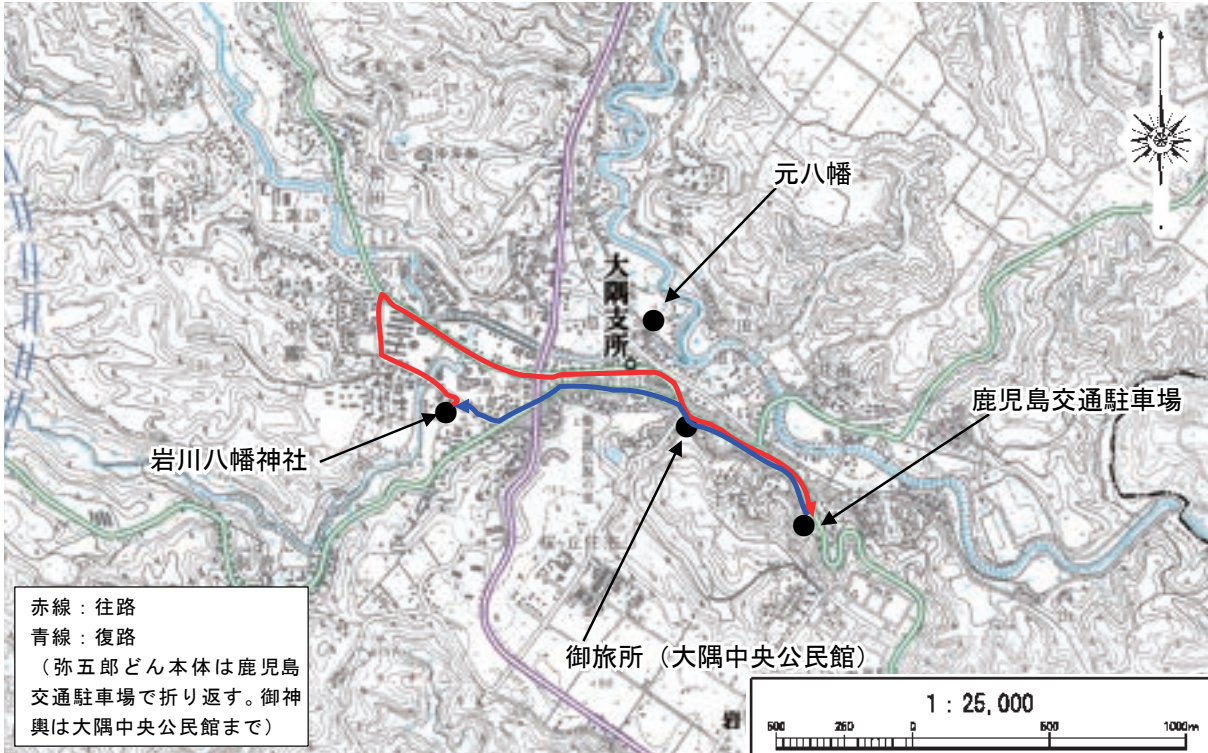 元八幡
大隅支所
鹿児島交通駐車場
岩川八幡神社
御旅所（大隅中央公民館）
赤線：往路
青線：復路
（弥五郎どん本体は鹿児島
交通駐車場で折り返す。御神
輿は大隅中央公民館まで）
岩
1：25,000
500 250 0 500 1000m